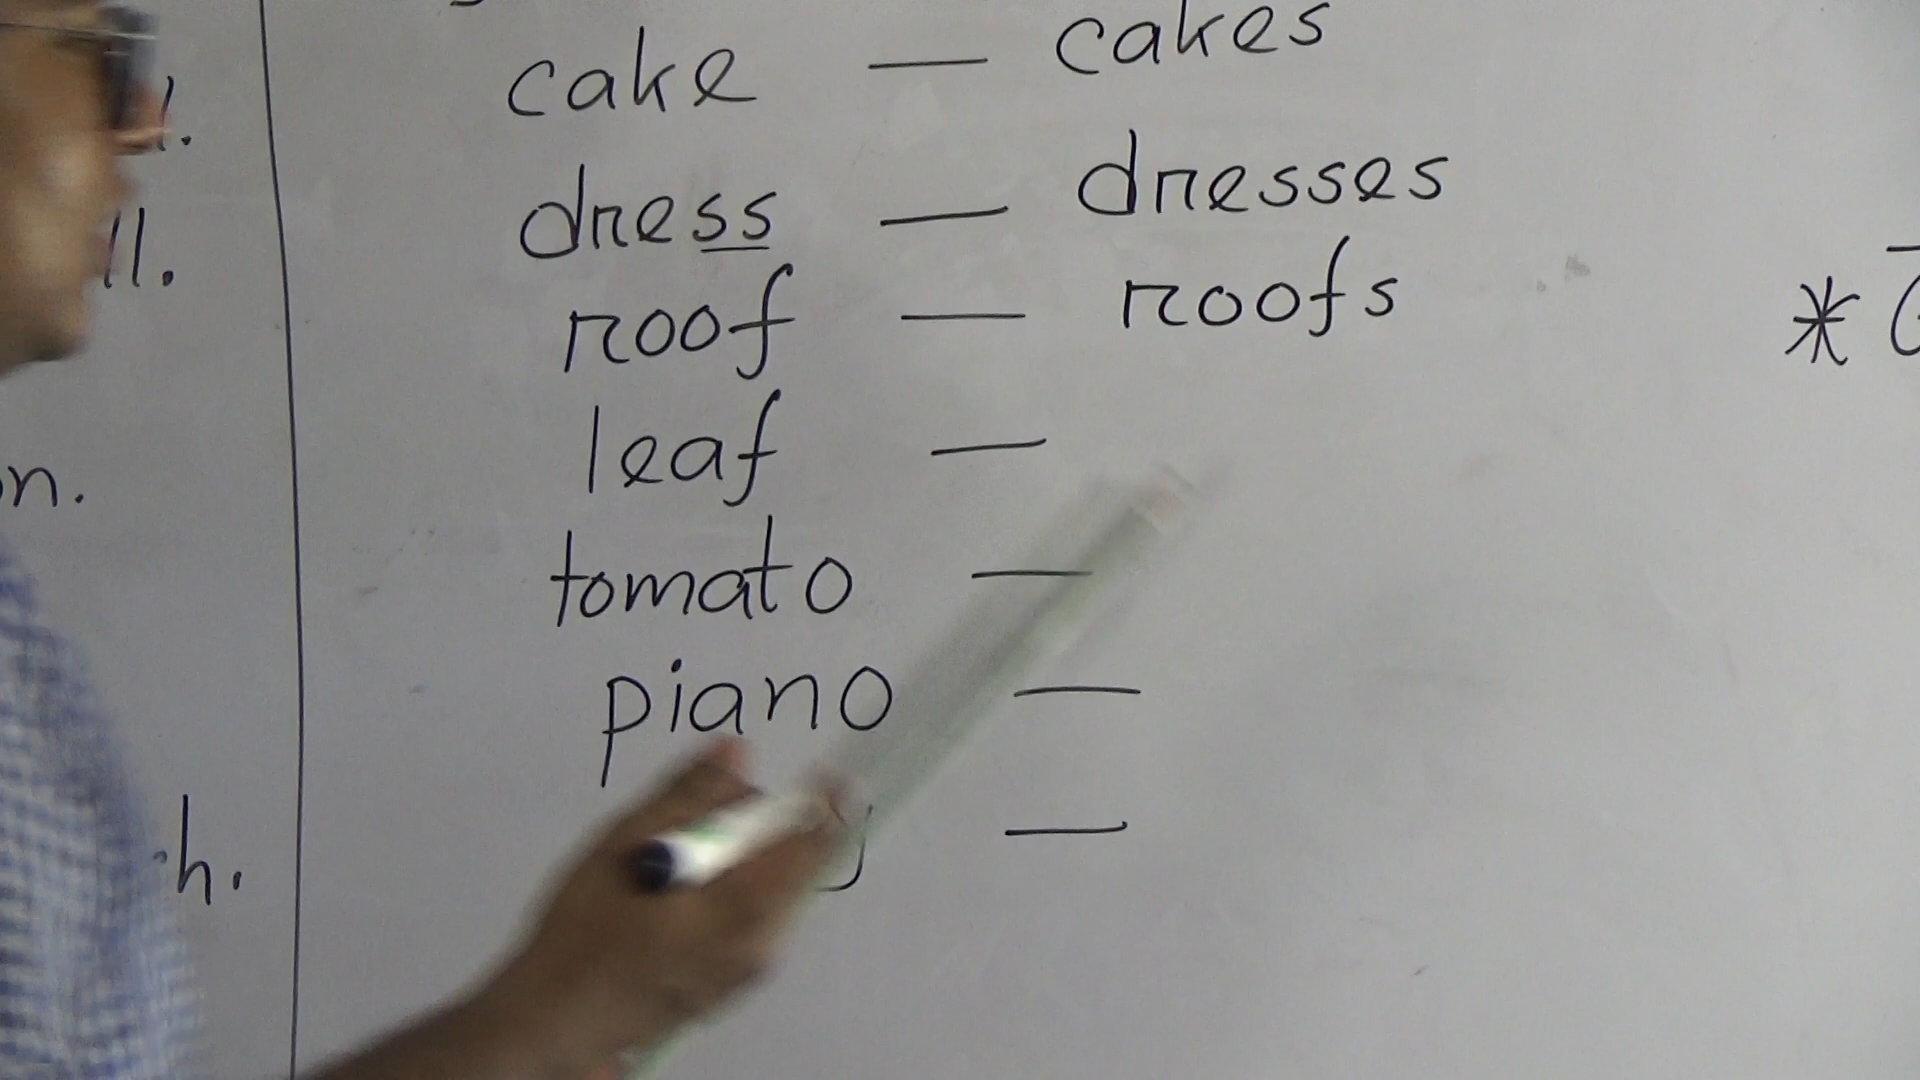 cake — cakes
dress — dresses
roof — roofs
leaf —
tomato —
piano —
—